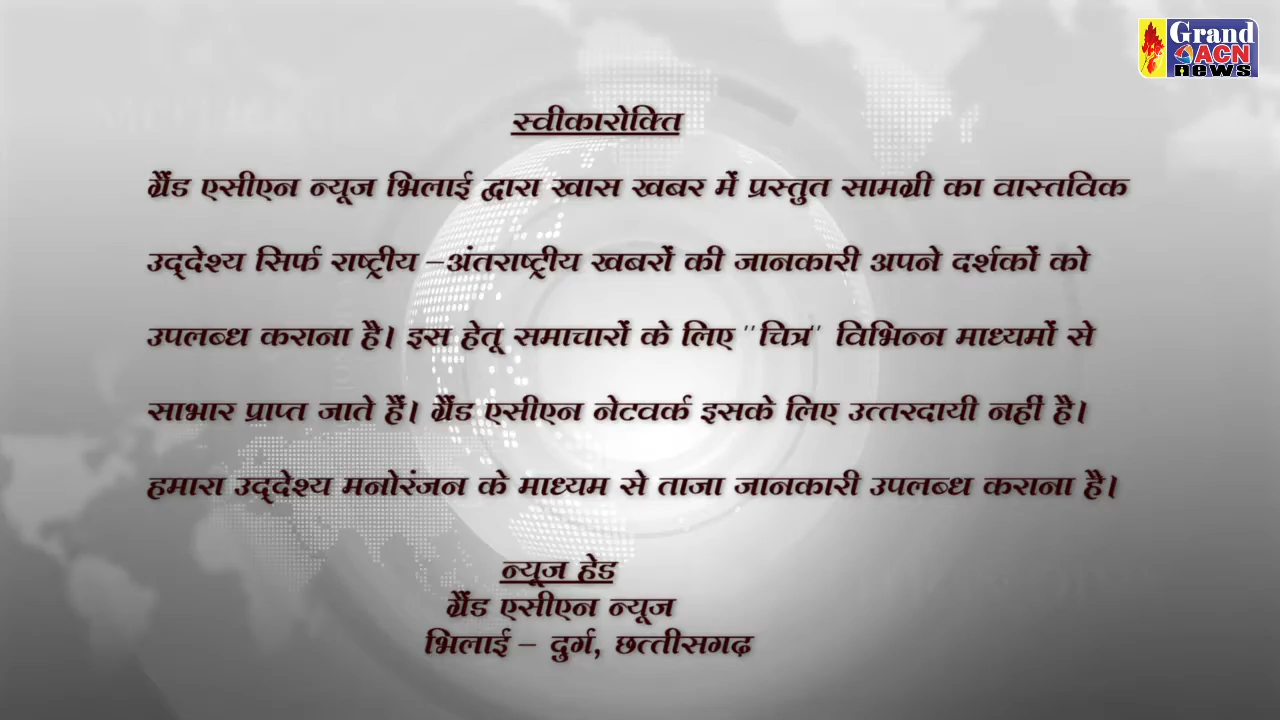 Grand
ACN
news
स्वीकारोक्ति
ग्रैंड एसीएन न्यूज भिलाई द्वारा खास खबर में प्रस्तुत सामग्री का वास्तविक
उद्‌देश्य सिर्फ राष्ट्रीय –अंतराष्ट्रीय खबरों की जानकारी अपने दर्शकों को
उपलब्ध कराना है। इस हेतू समाचारों के लिए "चित्र" विभिन्न माध्यमों से
साभार प्राप्त जाते हैं। ग्रैंड एसीएन नेटवर्क इसके लिए उत्तरदायी नहीं है।
हमारा उद्‌देश्य मनोरंजन के माध्यम से ताजा जानकारी उपलब्ध कराना है।
न्यूज हेड
ग्रैंड एसीएन न्यूज
भिलाई – दुर्ग, छत्तीसगढ़